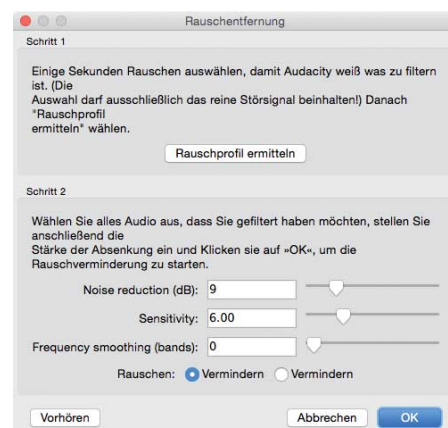 Rauschentfernung
Schritt 1
Einige Sekunden Rauschen auswählen, damit Audacity weiß was zu filtern
ist. (Die
Auswahl darf ausschließlich das reine Störsignal beinhalten!) Danach
"Rauschprofil
ermitteln" wählen.
Rauschprofil ermitteln
Schritt 2
Wählen Sie alles Audio aus, dass Sie gefiltert haben möchten, stellen Sie
anschließend die
Stärke der Absenkung ein und Klicken sie auf »OK«, um die
Rauschverminderung zu starten.
Noise reduction (dB): 9
Sensitivity: 6.00
Frequency smoothing (bands): 0
Rauschen: Vermindern Vermindern
Vorhören Abbrechen OK